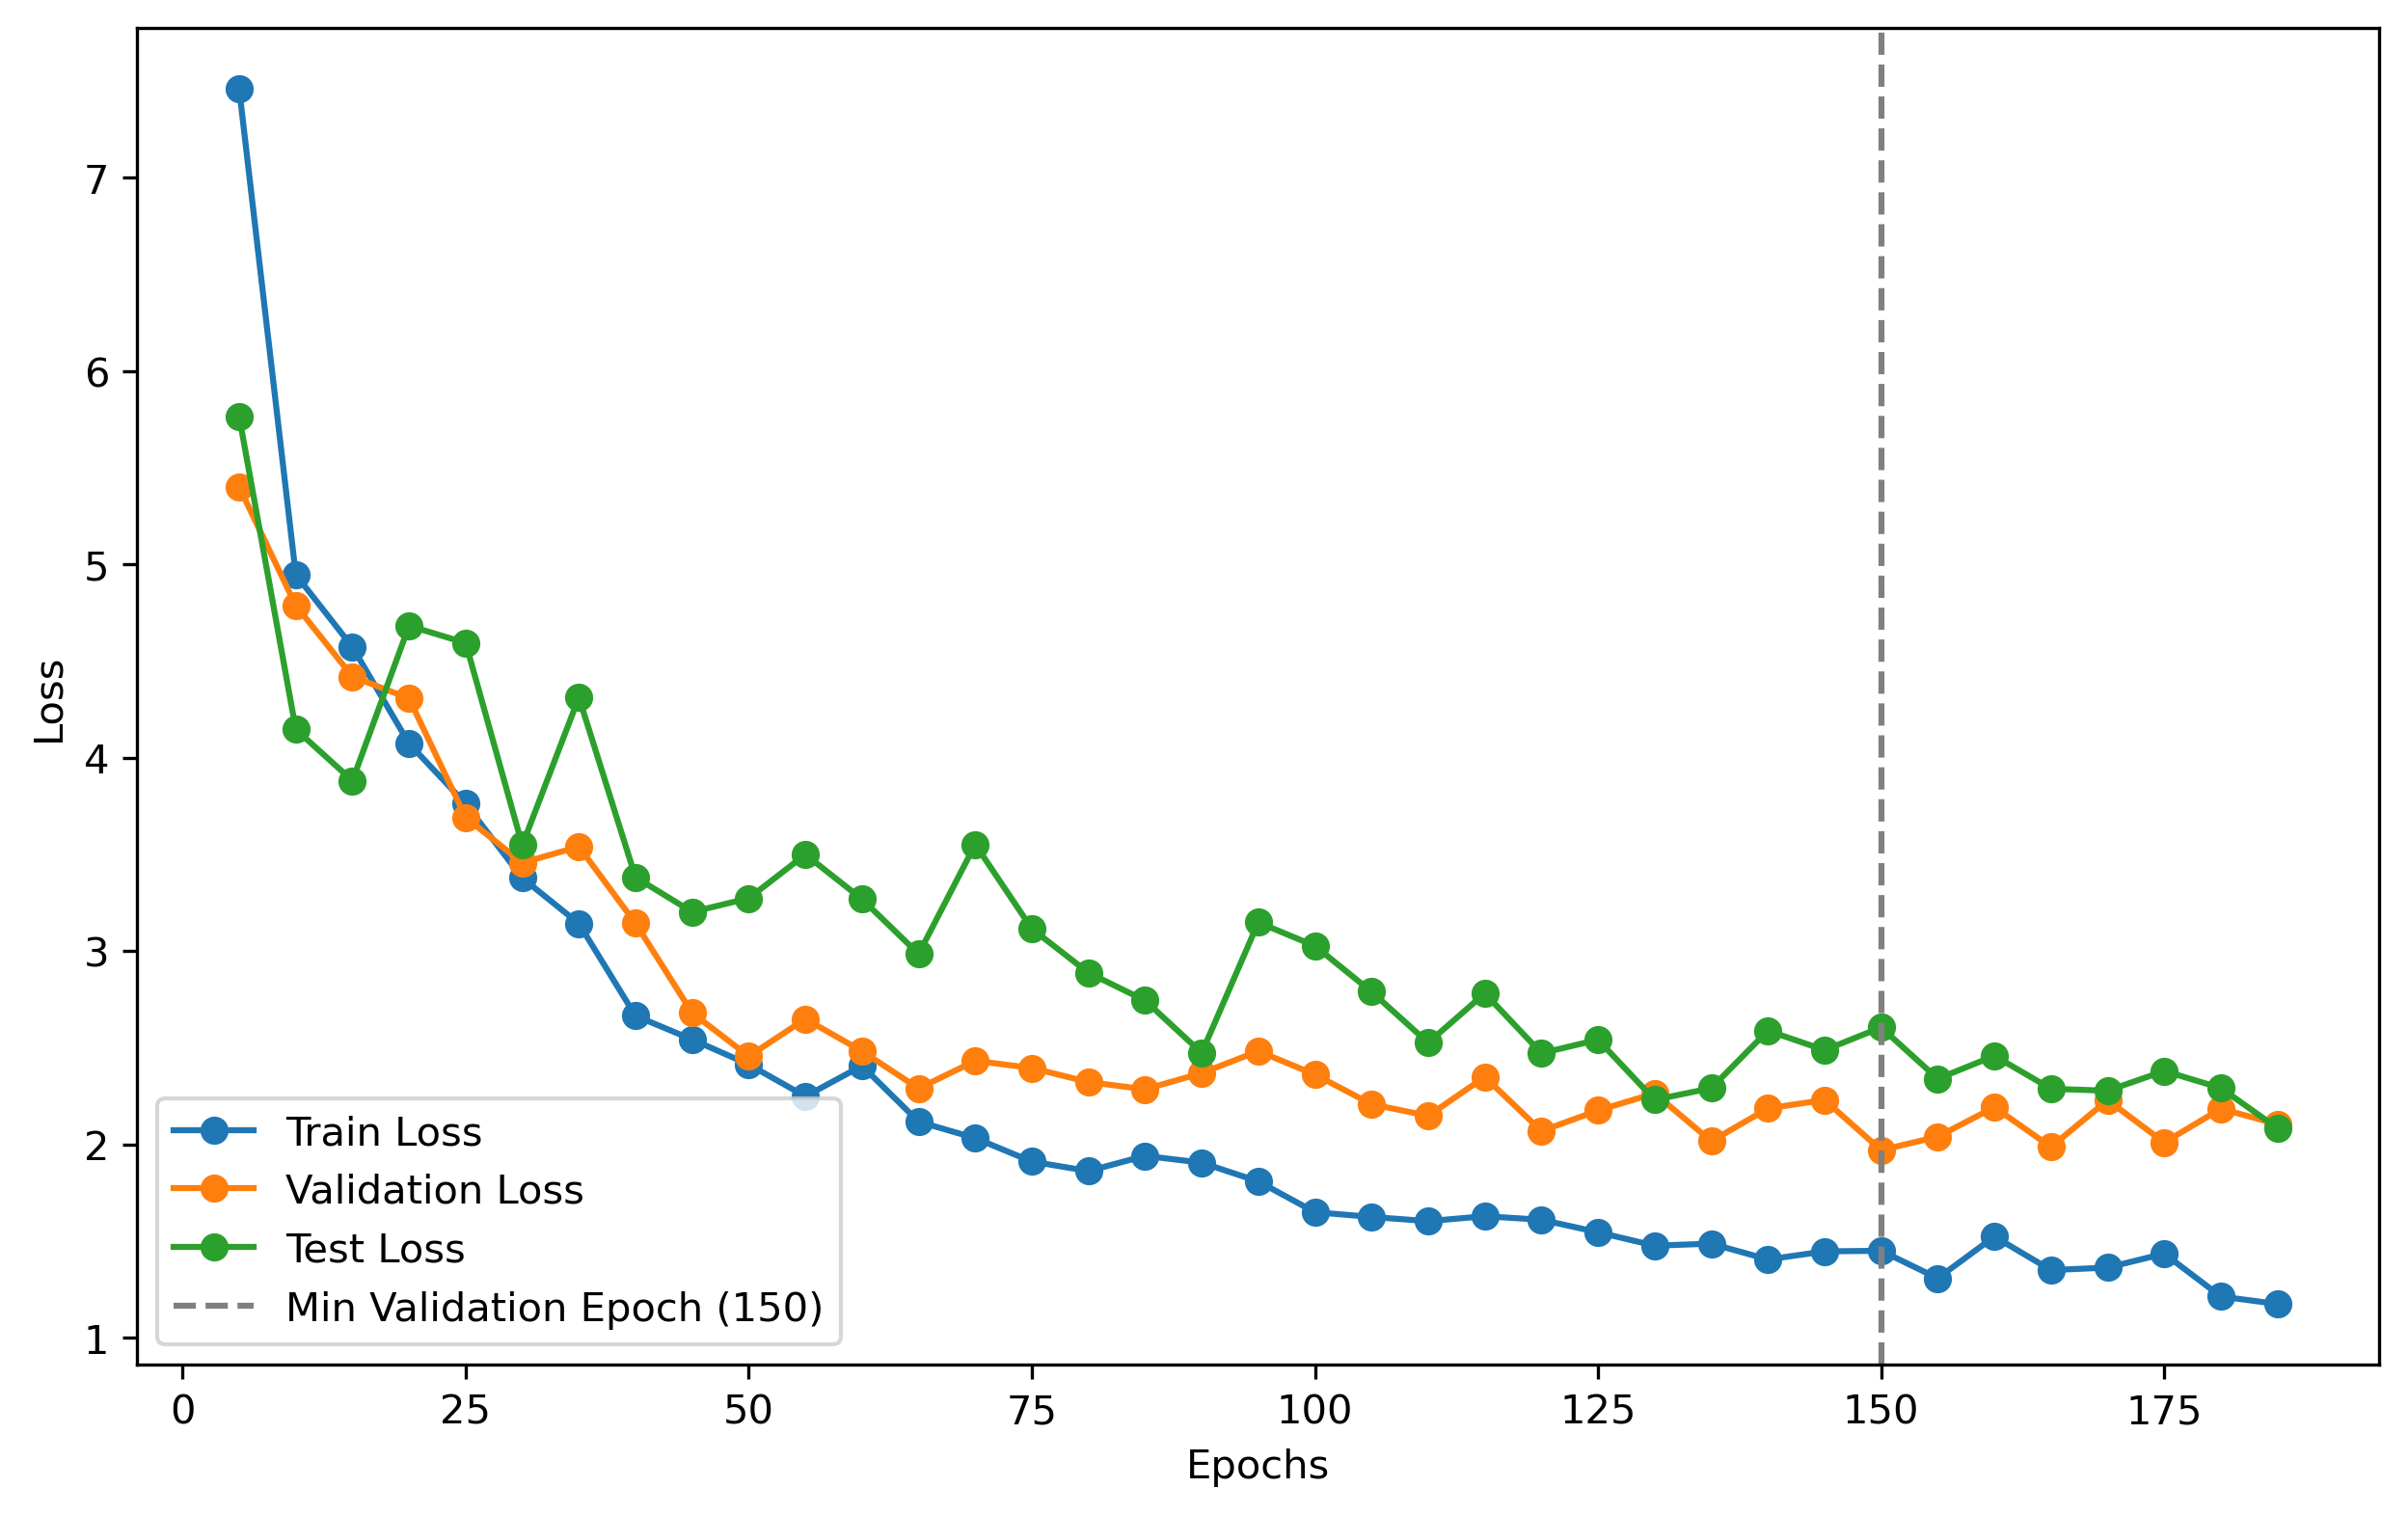 7
6
5
4
3
2
1
Loss
Train Loss
Validation Loss
Test Loss
Min Validation Epoch (150)
0 25 50 75 100 125 150 175
Epochs